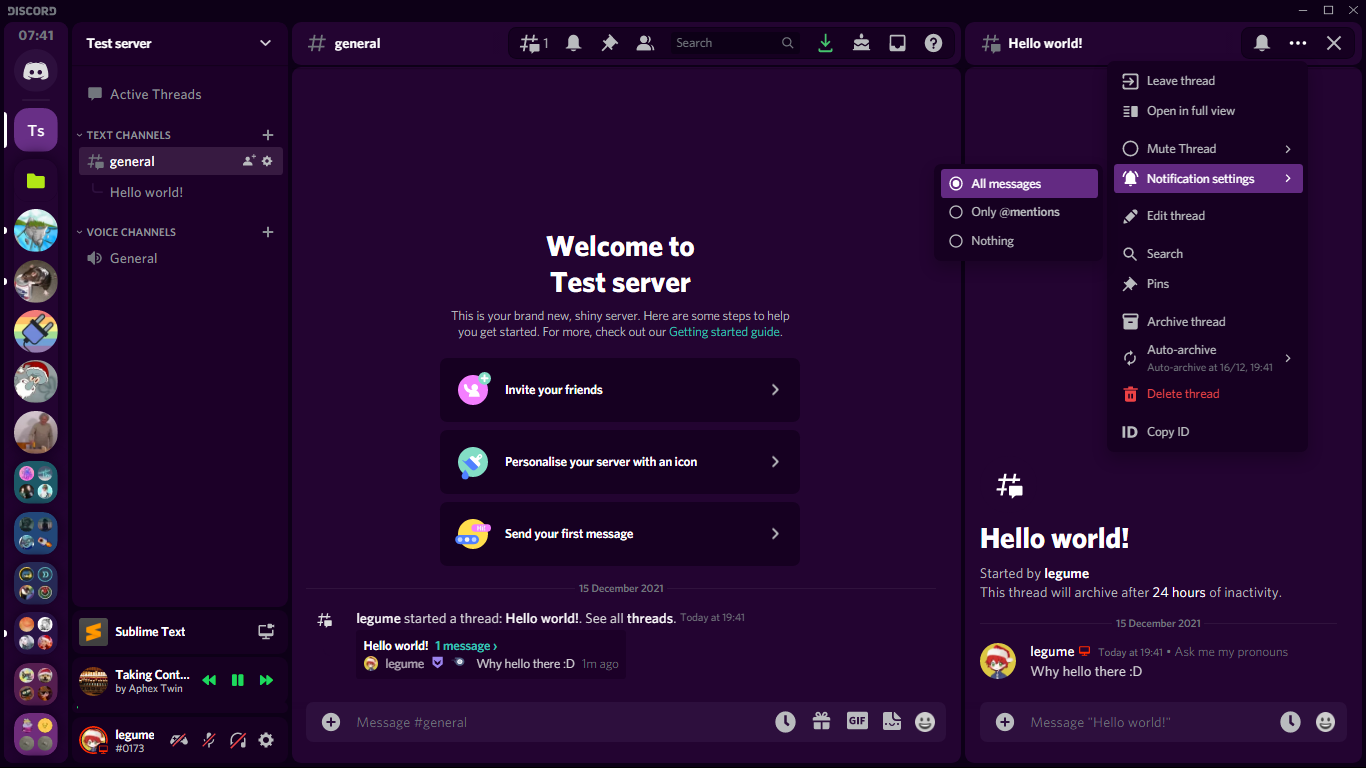 DISCORD
07:41
Ts
Test server
Active Threads
TEXT CHANNELS
general
Hello world!
VOICE CHANNELS
General
Sublime Text
Taking Cont...
by Aphex Twin
legume
#0173
general
1
Search
Welcome to
Test server
This is your brand new, shiny server. Here are some steps to help
you get started. For more, check out our Getting started guide.
Invite your friends
Personalise your server with an icon
Send your first message
15 December 2021
legume started a thread: Hello world!. See all threads. Today at 19:41
Hello world! 1 message ›
legume Why hello there :D 1m ago
Message #general
GIF
Hello world!
Leave thread
Open in full view
Mute Thread
Notification settings
All messages
Only @mentions
Nothing
Edit thread
Search
Pins
Archive thread
Auto-archive
Auto-archive at 16/12, 19:41
Delete thread
ID Copy ID
Hello world!
Started by legume
This thread will archive after 24 hours of inactivity.
15 December 2021
legume Today at 19:41 • Ask me my pronouns
Why hello there :D
Message "Hello world!"